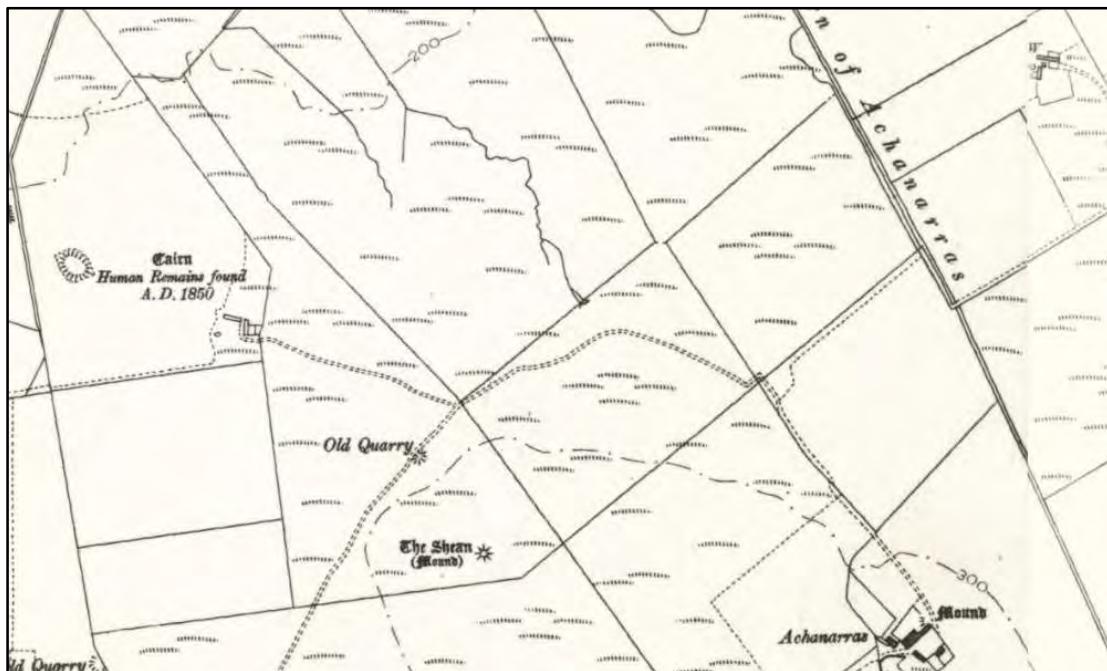 200
n of Achanarras
Cairn
Human Remains found
A.D. 1850
Old Quarry
The Shean
(Mound)
300
Mound
Achanarras
ld Quarry